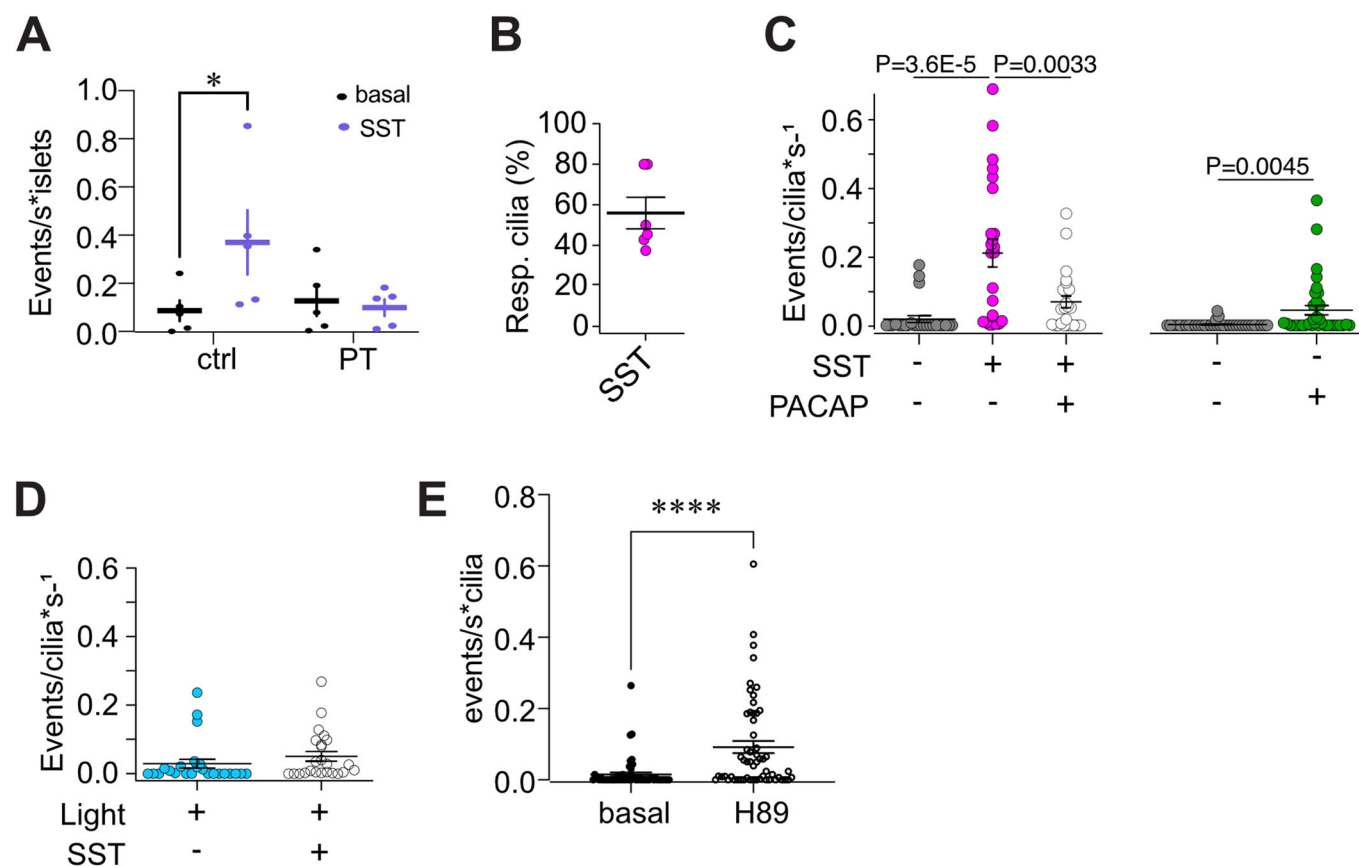 A
Events/s*islets
1.0
0.8
0.6
0.4
0.2
0.0
*
basal
SST
ctrl
PT
B
Resp. cilia (%)
100
80
60
40
20
0
SST
C
Events/cilia*s-¹
P=3.6E-5
P=0.0033
P=0.0045
0.6
0.4
0.2
0.0
SST - + + - -
PACAP - - + - +
D
Events/cilia*s-¹
0.6
0.4
0.2
0.0
Light + +
SST - +
E
events/s*cilia
0.8
0.6
0.4
0.2
0.0
****
basal
H89